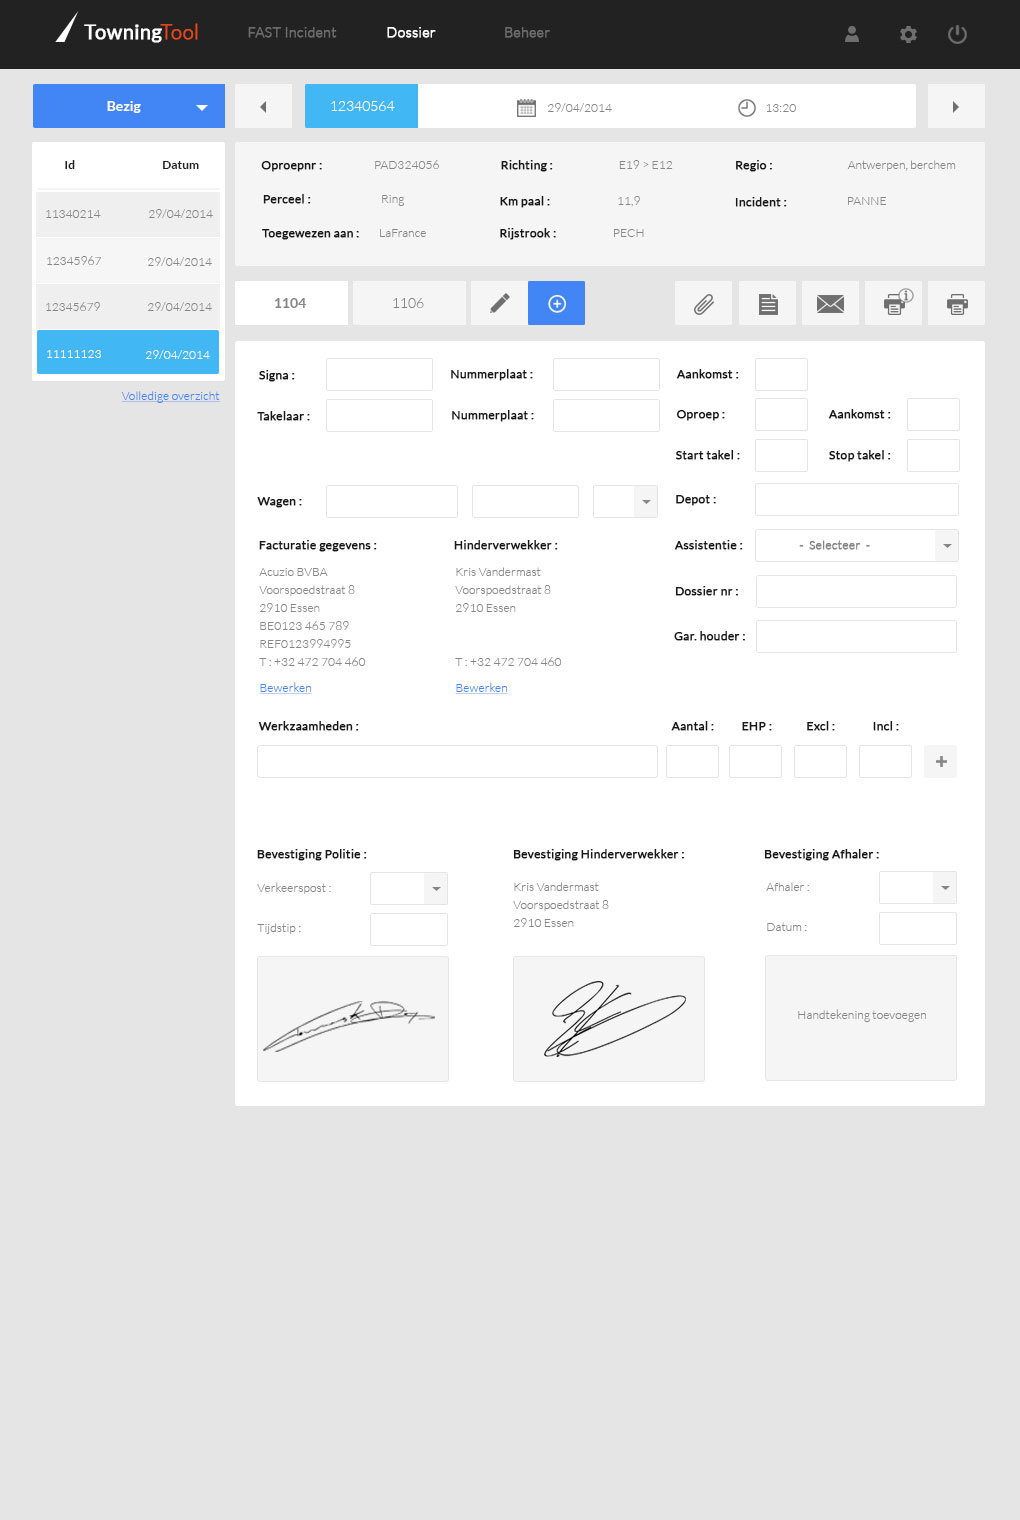 TowningTool
FAST Incident
Dossier
Beheer
Bezig
12340564
29/04/2014
13:20
Id Datum
11340214 29/04/2014
12345967 29/04/2014
12345679 29/04/2014
11111123 29/04/2014
Volledige overzicht
Oproepnr : PAD324056 Richting : E19 > E12 Regio : Antwerpen, berchem
Perceel : Ring Km paal : 11,9 Incident : PANNE
Toegewezen aan : LaFrance Rijstrook : PECH
1104 1106
Signa : Nummerplaat : Aankomst :
Takelaar : Nummerplaat : Oproep : Aankomst :
Start takel : Stop takel :
Wagen : Depot :
Facturatie gegevens : Hinderverwekker : Assistentie : - Selecteer -
Acuzio BVBA Kris Vandermast
Voorspoedstraat 8 Voorspoedstraat 8 Dossier nr :
2910 Essen 2910 Essen
BE0123 465 789
REF0123994995 Gar. houder :
T : +32 472 704 460 T : +32 472 704 460
Bewerken Bewerken
Werkzaamheden : Aantal : EHP : Excl : Incl :
Bevestiging Politie : Bevestiging Hinderverwekker : Bevestiging Afhaler :
Verkeerspost : Kris Vandermast Afhaler :
Voorspoedstraat 8
Tijdstip : 2910 Essen Datum :
Handtekening toevoegen